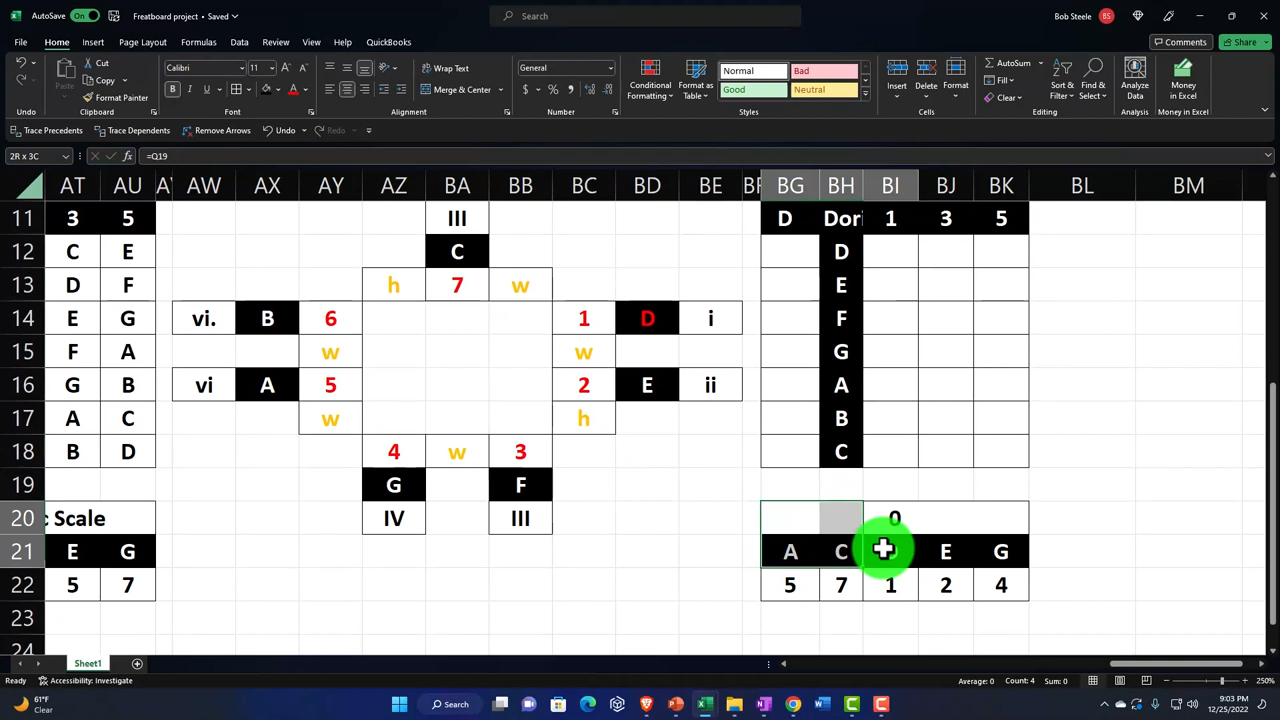 AutoSave On Freatboard project • Saved Search Bob Steele BS
File Home Insert Page Layout Formulas Data Review View Help QuickBooks Comments Share
Paste Cut Copy Format Painter Calibri 11 B I U Wrap Text Merge & Center General $ % Conditional Formatting Format as Table Normal Bad Good Neutral Insert Delete Format AutoSum Fill Clear Sort & Filter Find & Select Analyze Data Money in Excel
Undo Clipboard Font Alignment Number Styles Cells Editing Analysis Money in Excel
Trace Precedents Trace Dependents Remove Arrows Undo Redo
2R x 3C fx =Q19
AT AU AW AX AY AZ BA BB BC BD BE BF BG BH BI BJ BK BL BM
11 3 5 III D Dori 1 3 5
12 C E C D
13 D F h 7 w E
14 E G vi. B 6 1 D i F
15 F A w w G
16 G B vi A 5 2 E ii A
17 A C w h B
18 B D 4 w 3 C
19 G F
20 c Scale IV III 0
21 E G A C E G
22 5 7 5 7 1 2 4
23
24
Sheet1
Ready Accessibility: Investigate Average: 0 Count: 4 Sum: 0 250%
61°F
Clear
Search
9:03 PM
12/25/2022